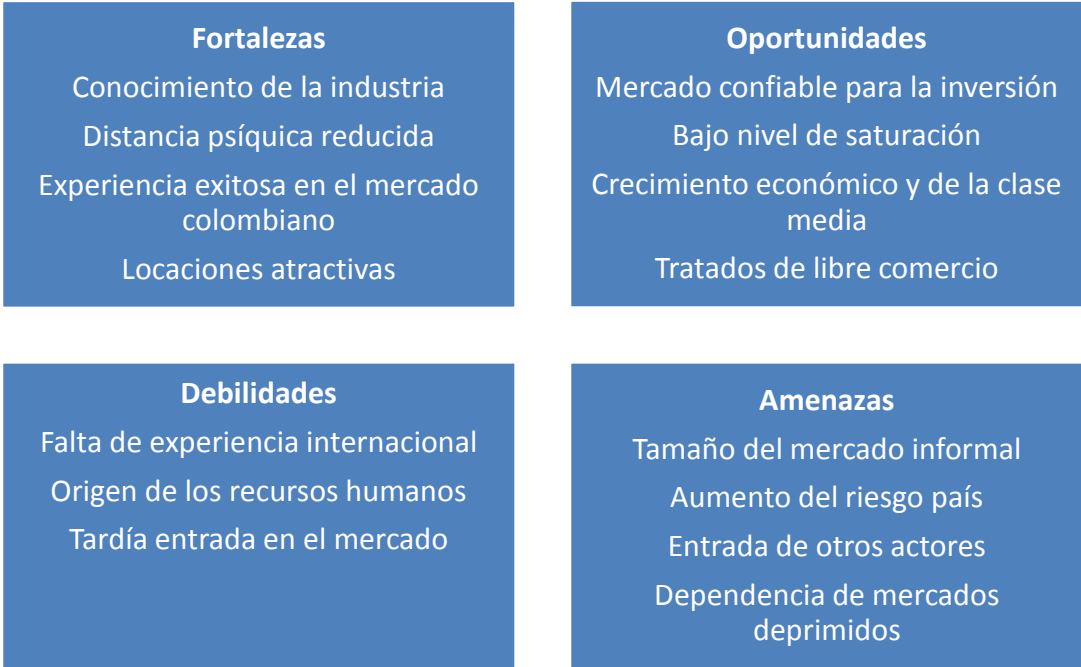 Fortalezas
Conocimiento de la industria
Distancia psíquica reducida
Experiencia exitosa en el mercado
colombiano
Locaciones atractivas
Oportunidades
Mercado confiable para la inversión
Bajo nivel de saturación
Crecimiento económico y de la clase
media
Tratados de libre comercio
Debilidades
Falta de experiencia internacional
Origen de los recursos humanos
Tardía entrada en el mercado
Amenazas
Tamaño del mercado informal
Aumento del riesgo país
Entrada de otros actores
Dependencia de mercados
deprimidos